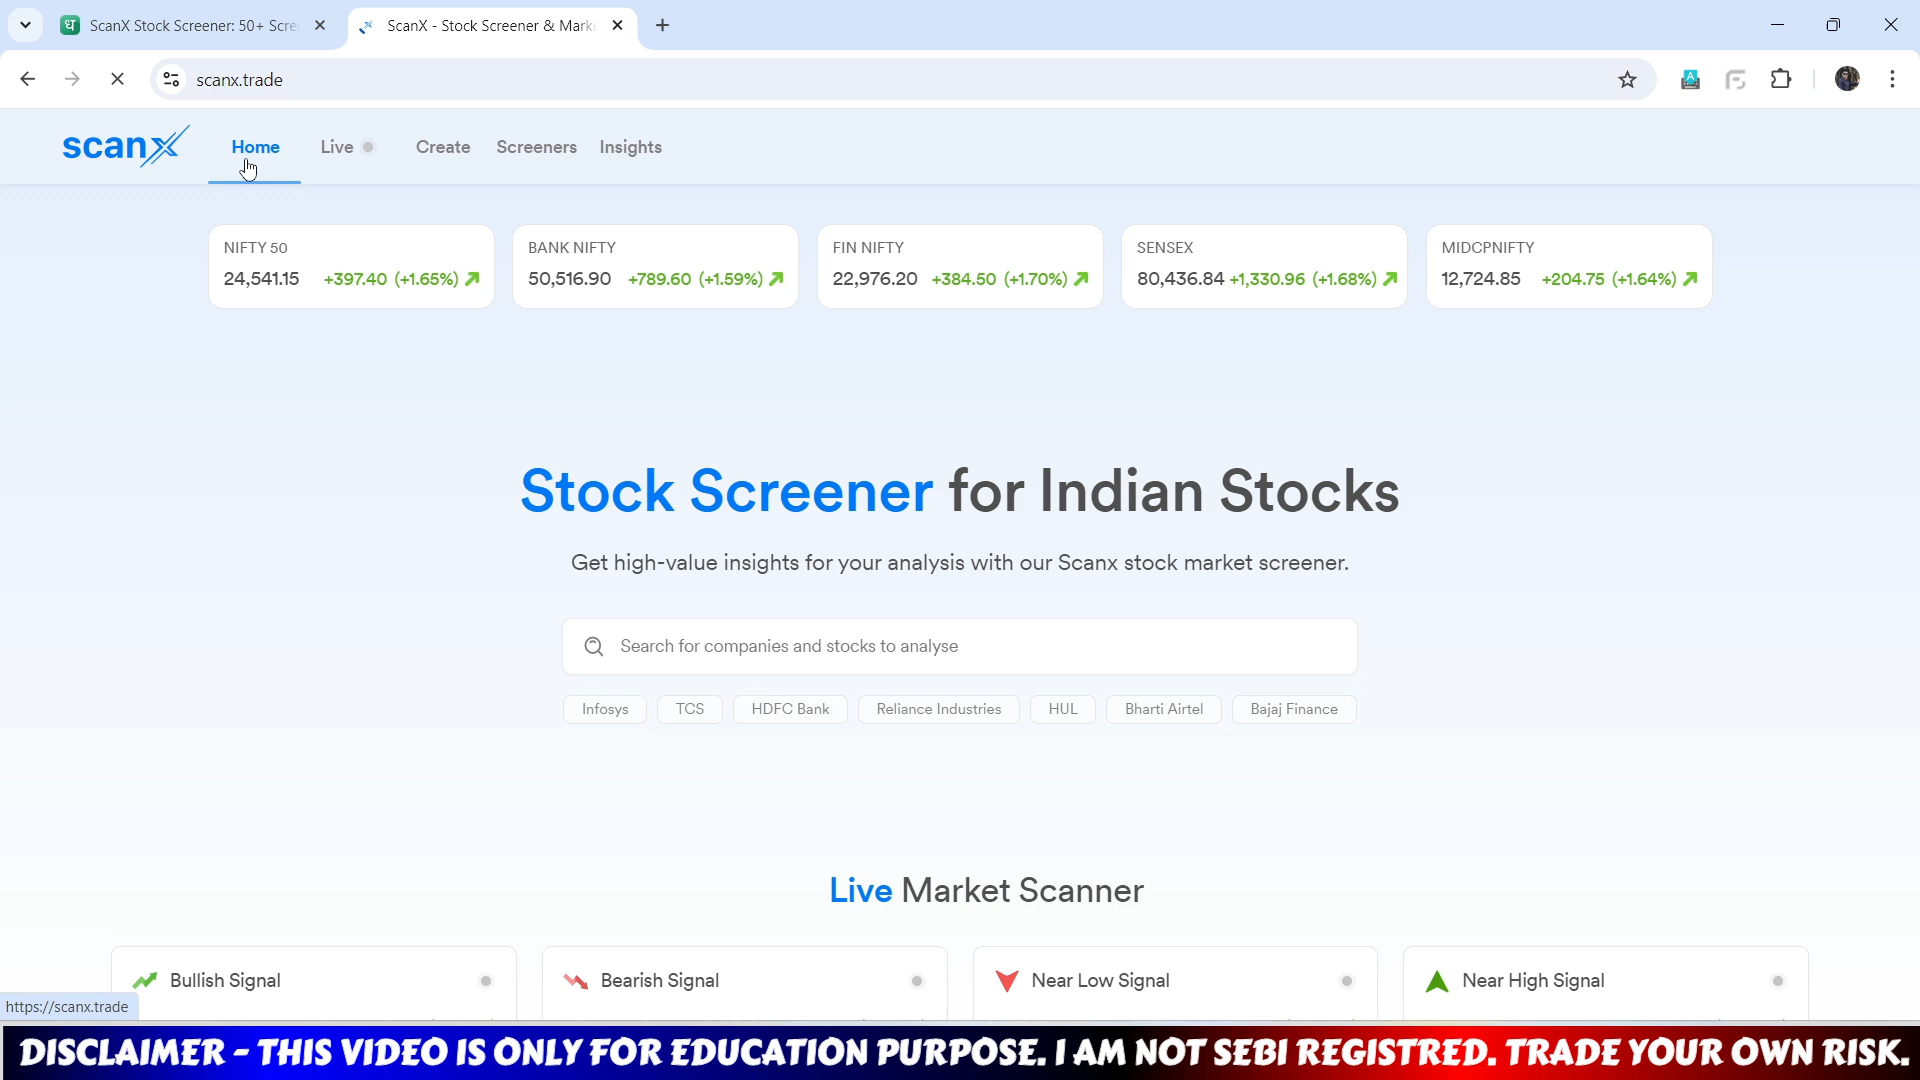 ScanX Stock Screener: 50+ Scre
ScanX - Stock Screener & Mark
scanx.trade
scanx
Home
Live
Create
Screeners
Insights
NIFTY 50
24,541.15 +397.40 (+1.65%)
BANK NIFTY
50,516.90 +789.60 (+1.59%)
FIN NIFTY
22,976.20 +384.50 (+1.70%)
SENSEX
80,436.84 +1,330.96 (+1.68%)
MIDCPNIFTY
12,724.85 +204.75 (+1.64%)
Stock Screener for Indian Stocks
Get high-value insights for your analysis with our Scanx stock market screener.
Search for companies and stocks to analyse
Infosys
TCS
HDFC Bank
Reliance Industries
HUL
Bharti Airtel
Bajaj Finance
Live Market Scanner
Bullish Signal
Bearish Signal
Near Low Signal
Near High Signal
https://scanx.trade
DISCLAIMER - THIS VIDEO IS ONLY FOR EDUCATION PURPOSE. I AM NOT SEBI REGISTRED. TRADE YOUR OWN RISK.